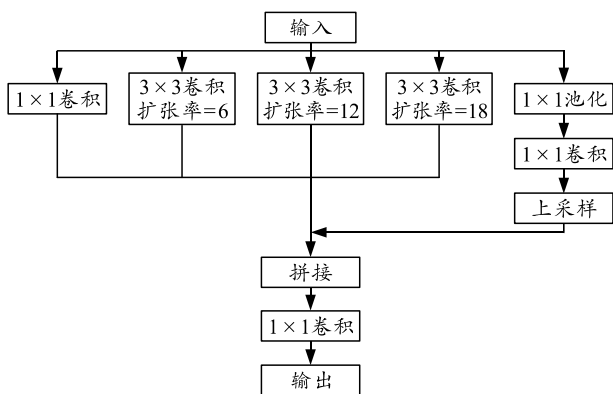 输入
1×1卷积
3×3卷积
扩张率=6
3×3卷积
扩张率=12
3×3卷积
扩张率=18
1×1池化
1×1卷积
上采样
拼接
1×1卷积
输出